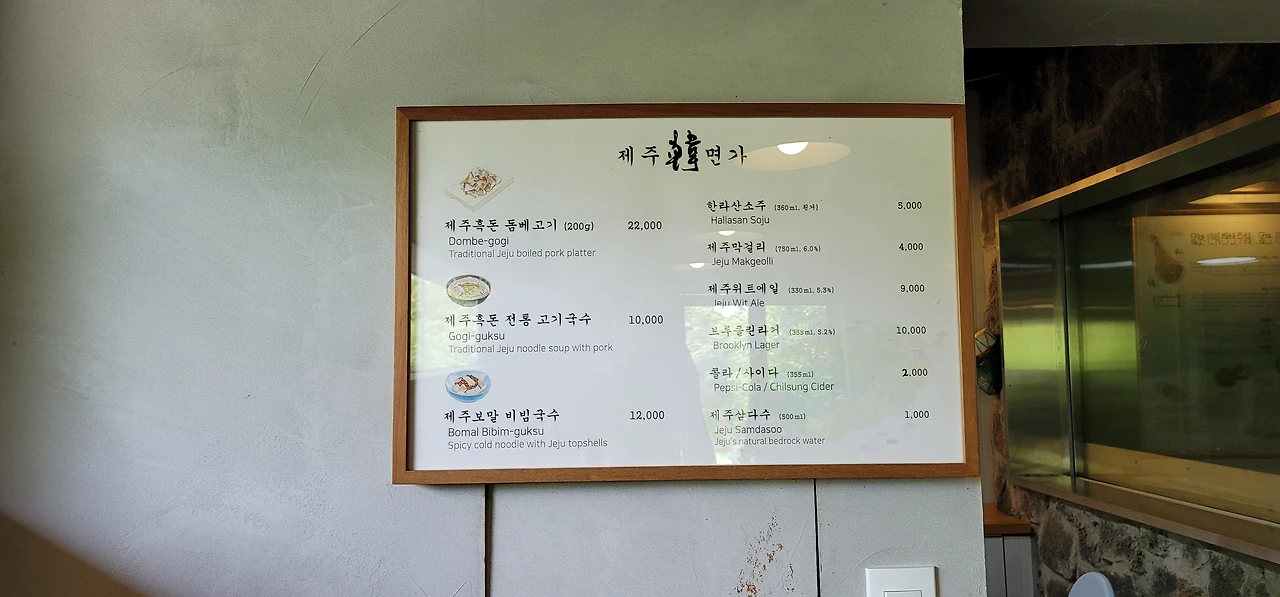 제주韓면가
제주흑돈 돔베고기 (200g) 22,000
Dombe-gogi
Traditional Jeju boiled pork platter
제주흑돈 전통 고기국수 10,000
Gogi-guksu
Traditional Jeju noodle soup with pork
제주보말 비빔국수 12,000
Bomal Bibim-guksu
Spicy cold noodle with Jeju topshells
한라산소주 (360ml, 5,000
Hallasan Soju
제주막걸리 (750ml, 6.0%) 4,000
Jeju Makgeolli
제주위트에일 (330ml, 5.3%) 9,000
Jeju Wit Ale
브루클린라거 (355ml, 5.2%) 10,000
Brooklyn Lager
콜라/사이다 (355ml) 2,000
Pepsi-Cola / Chilsung Cider
제주삼다수 (500ml) 1,000
Jeju Samdasoo
Jeju's natural bedrock water